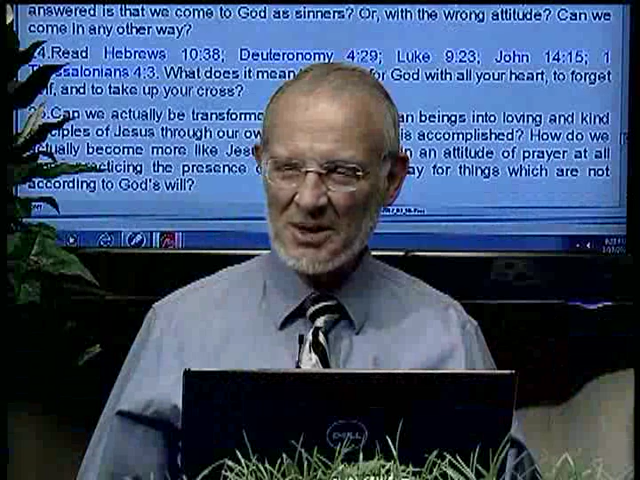 answered is that we come to God as sinners? Or, with the wrong attitude? Can we
come in any other way?
4.Read Hebrews 10:38; Deuteronomy 4:29; Luke 9:23, John 14:15; 1
Thessalonians 4:3. What does it mean for God with all your heart, to forget
and to take up your cross?
Can we actually be transforma an beings into loving and kind
ciples of Jesus through our ow is accomplished? How do we
ctually become more like Jesu n an attitude of prayer at all
racticing the presence ay for things which are not
according to God's will?
DELL